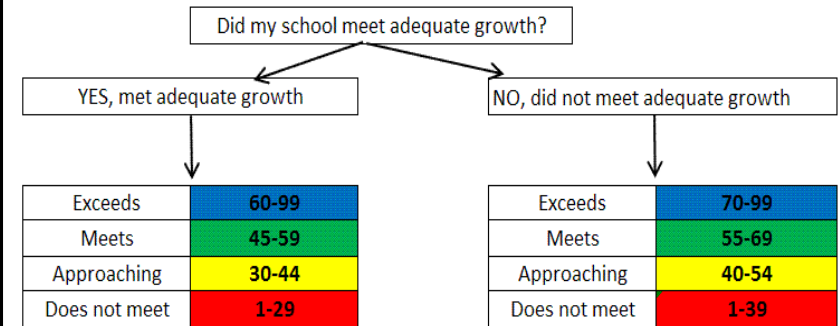 Did my school meet adequate growth?
YES, met adequate growth
NO, did not meet adequate growth
Exceeds 60-99
Meets 45-59
Approaching 30-44
Does not meet 1-29
Exceeds 70-99
Meets 55-69
Approaching 40-54
Does not meet 1-39